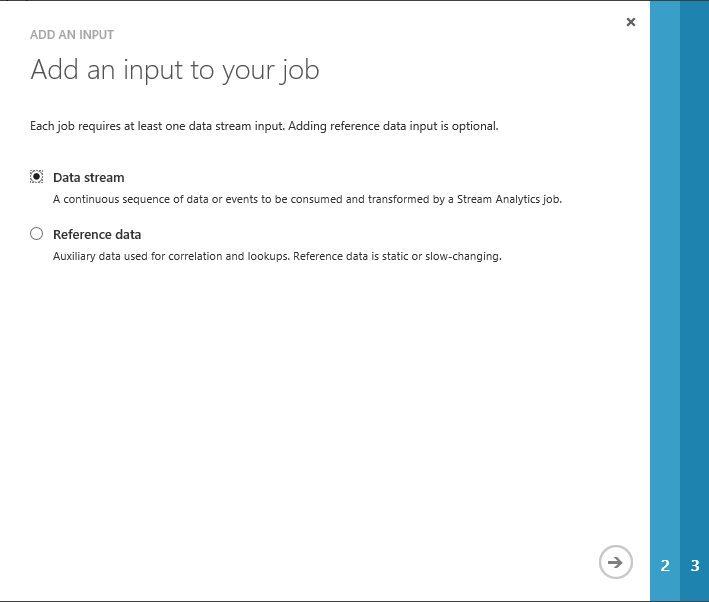 ADD AN INPUT
Add an input to your job
Each job requires at least one data stream input. Adding reference data input is optional.
Data stream
A continuous sequence of data or events to be consumed and transformed by a Stream Analytics job.
Reference data
Auxiliary data used for correlation and lookups. Reference data is static or slow-changing.
2 3